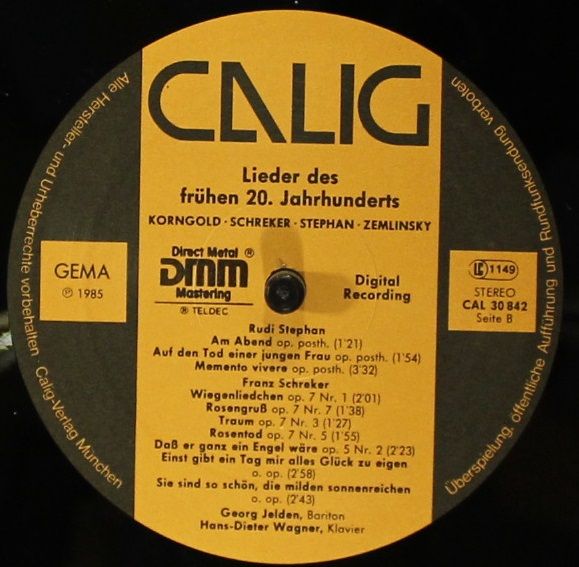 CALIG
Lieder des
frühen 20. Jahrhunderts
KORNGOLD · SCHREKER · STEPHAN · ZEMLINSKY
Direct Metal ®
DMM
Mastering
® TELDEC
Digital
Recording
GEMA
℗ 1985
LC 1149
STEREO
CAL 30 842
Seite B
Rudi Stephan
Am Abend op. posth. (1'21)
Auf den Tod einer jungen Frau op. posth. (1'54)
Memento vivere op. posth. (3'32)
Franz Schreker
Wiegenliedchen op. 7 Nr. 1 (2'01)
Rosengruß op. 7 Nr. 7 (1'38)
Traum op. 7 Nr. 3 (1'27)
Rosentod op. 7 Nr. 5 (1'55)
Daß er ganz ein Engel wäre op. 5 Nr. 2 (2'23)
Einst gibt ein Tag mir alles Glück zu eigen
o. op. (2'58)
Sie sind so schön, die milden sonnenreichen
o. op. (2'43)
Georg Jelden, Bariton
Hans-Dieter Wagner, Klavier
Alle Hersteller- und Urheberrechte vorbehalten · Calig-Verlag München
Überspielung, öffentliche Aufführung und Rundfunksendung verboten